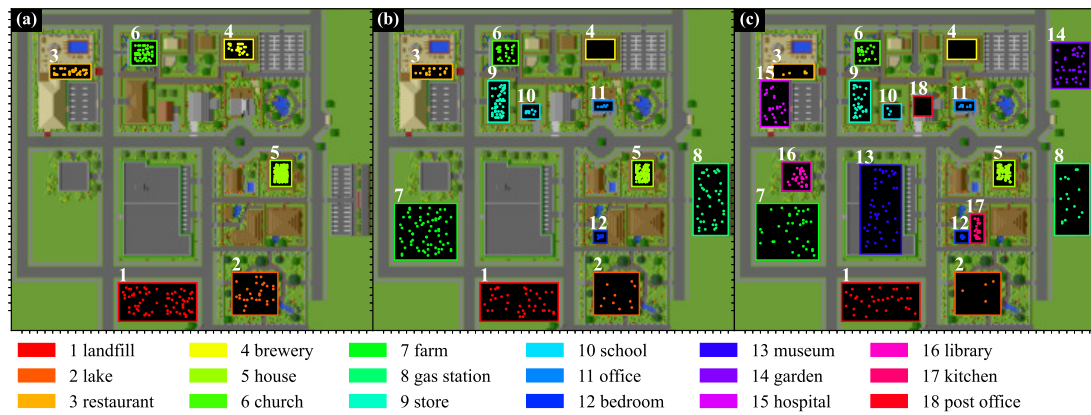 (a) (b) (c)
6 4 6 4 6 14
3 3 3
9 10 11 15 9 10 18 11
5 5 8 16 13 5 8
7 7 17
12 12
1 2 1 2 1 2
1 landfill 4 brewery 7 farm 10 school 13 museum 16 library
2 lake 5 house 8 gas station 11 office 14 garden 17 kitchen
3 restaurant 6 church 9 store 12 bedroom 15 hospital 18 post office